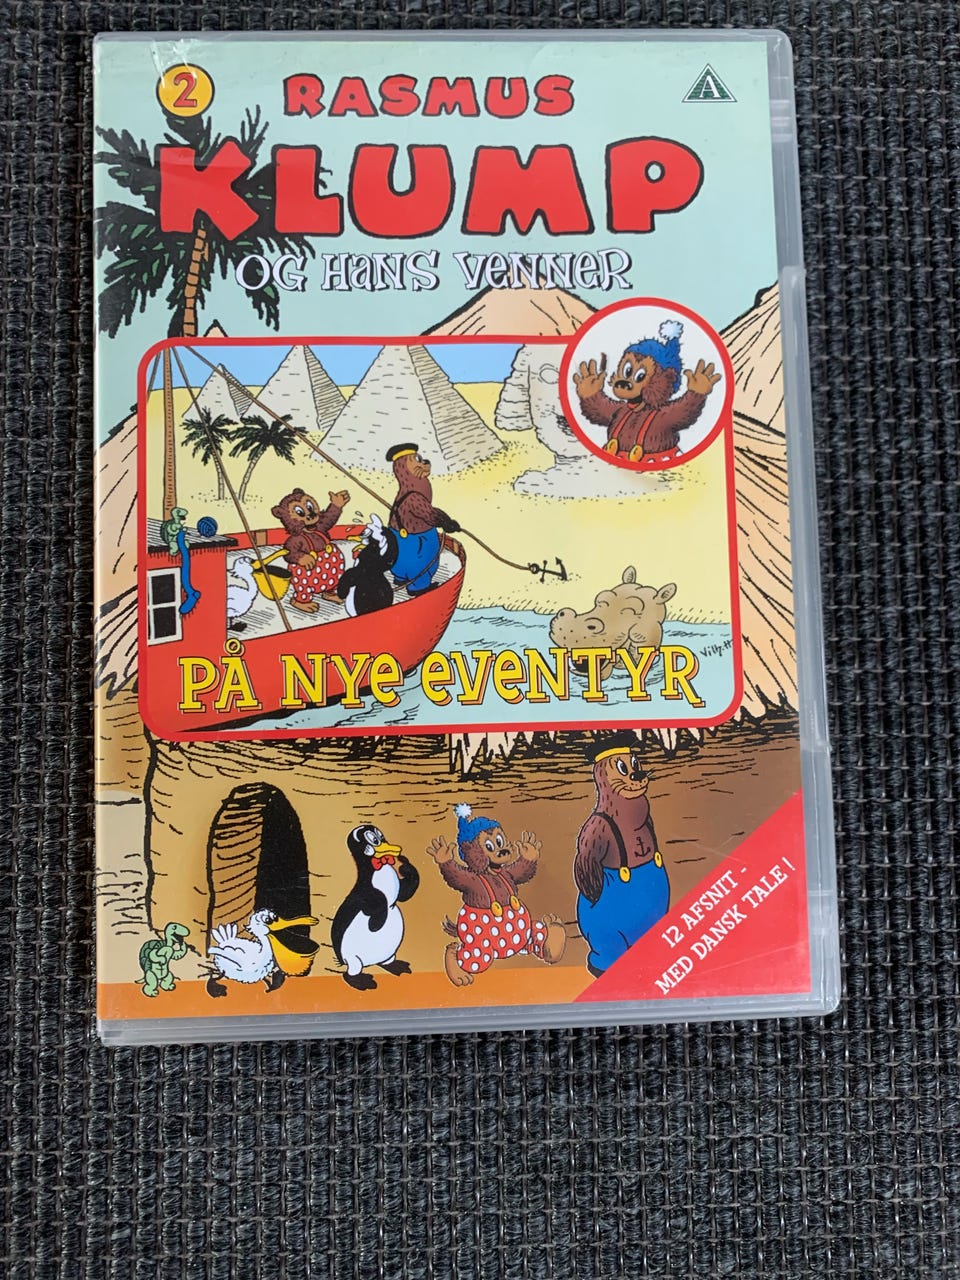 2
RASMUS
A
KLUMP
OG HANS VENNER
PÅ NYE EVENTYR
12 AFSNIT -
MED DANSK TALE !